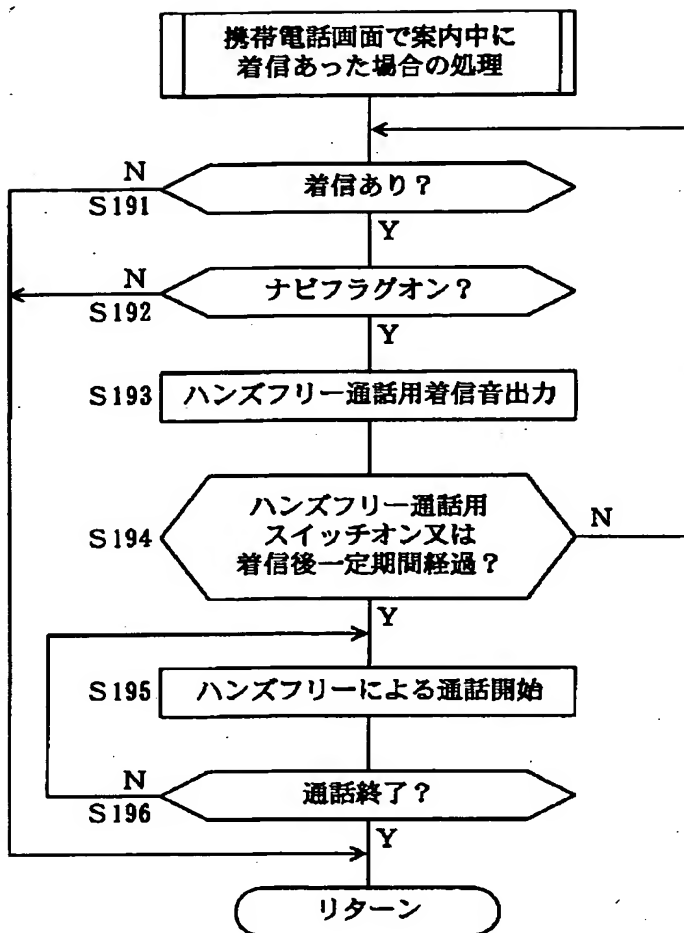 携帯電話画面で案内中に
着信あった場合の処理
N
着信あり?
S191
Y
N
ナビフラグオン?
S192
Y
S193
ハンズフリー通話用着信音出力
ハンズフリー通話用
スイッチオン又は
着信後一定期間経過?
S194
N
Y
S195
ハンズフリーによる通話開始
N
通話終了?
S196
Y
リターン